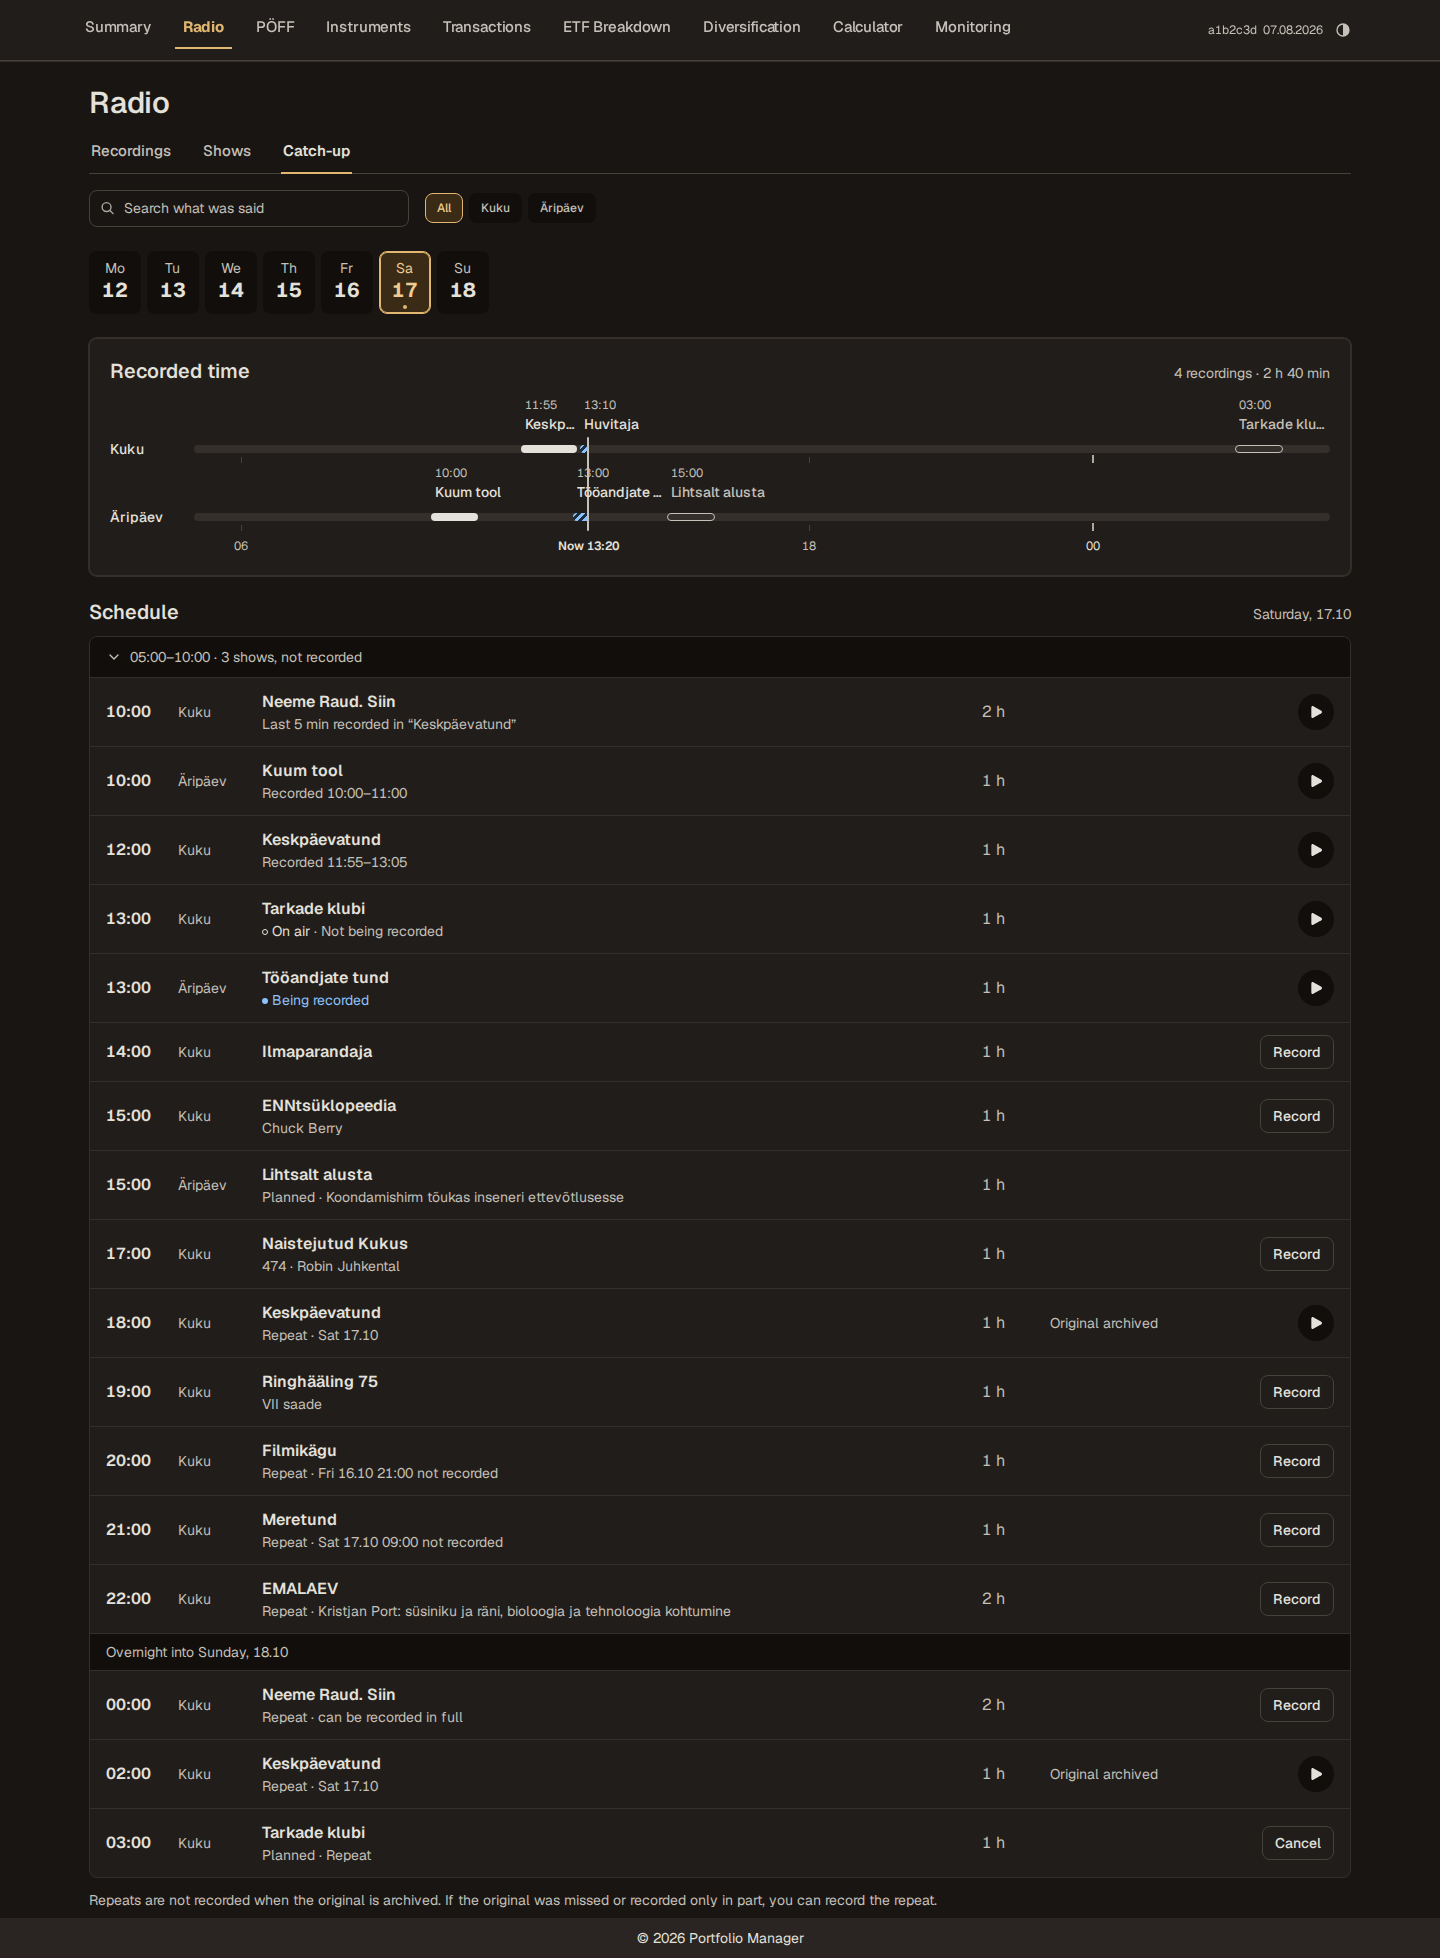 Summary Radio PÖFF Instruments Transactions ETF Breakdown Diversification Calculator Monitoring a1b2c3d 07.08.2026
Radio
Recordings Shows Catch-up
Search what was said All Kuku Äripäev
Mo Tu We Th Fr Sa Su
12 13 14 15 16 17 18
Recorded time 4 recordings · 2 h 40 min
11:55 13:10 03:00
Keskp… Huvitaja Tarkade klu…
Kuku
10:00 13:00 15:00
Kuum tool Tööandjate … Lihtsalt alusta
Äripäev
06 Now 13:20 18 00
Schedule Saturday, 17.10
05:00–10:00 · 3 shows, not recorded
10:00 Kuku Neeme Raud. Siin 2 h
Last 5 min recorded in “Keskpäevatund”
10:00 Äripäev Kuum tool 1 h
Recorded 10:00–11:00
12:00 Kuku Keskpäevatund 1 h
Recorded 11:55–13:05
13:00 Kuku Tarkade klubi 1 h
On air · Not being recorded
13:00 Äripäev Tööandjate tund 1 h
Being recorded
14:00 Kuku Ilmaparandaja 1 h Record
15:00 Kuku ENNtsüklopeedia 1 h Record
Chuck Berry
15:00 Äripäev Lihtsalt alusta 1 h
Planned · Koondamishirm tõukas inseneri ettevõtlusesse
17:00 Kuku Naistejutud Kukus 1 h Record
474 · Robin Juhkental
18:00 Kuku Keskpäevatund 1 h Original archived
Repeat · Sat 17.10
19:00 Kuku Ringhääling 75 1 h Record
VII saade
20:00 Kuku Filmikägu 1 h Record
Repeat · Fri 16.10 21:00 not recorded
21:00 Kuku Meretund 1 h Record
Repeat · Sat 17.10 09:00 not recorded
22:00 Kuku EMALAEV 2 h Record
Repeat · Kristjan Port: süsiniku ja räni, bioloogia ja tehnoloogia kohtumine
Overnight into Sunday, 18.10
00:00 Kuku Neeme Raud. Siin 2 h Record
Repeat · can be recorded in full
02:00 Kuku Keskpäevatund 1 h Original archived
Repeat · Sat 17.10
03:00 Kuku Tarkade klubi 1 h Cancel
Planned · Repeat
Repeats are not recorded when the original is archived. If the original was missed or recorded only in part, you can record the repeat.
© 2026 Portfolio Manager